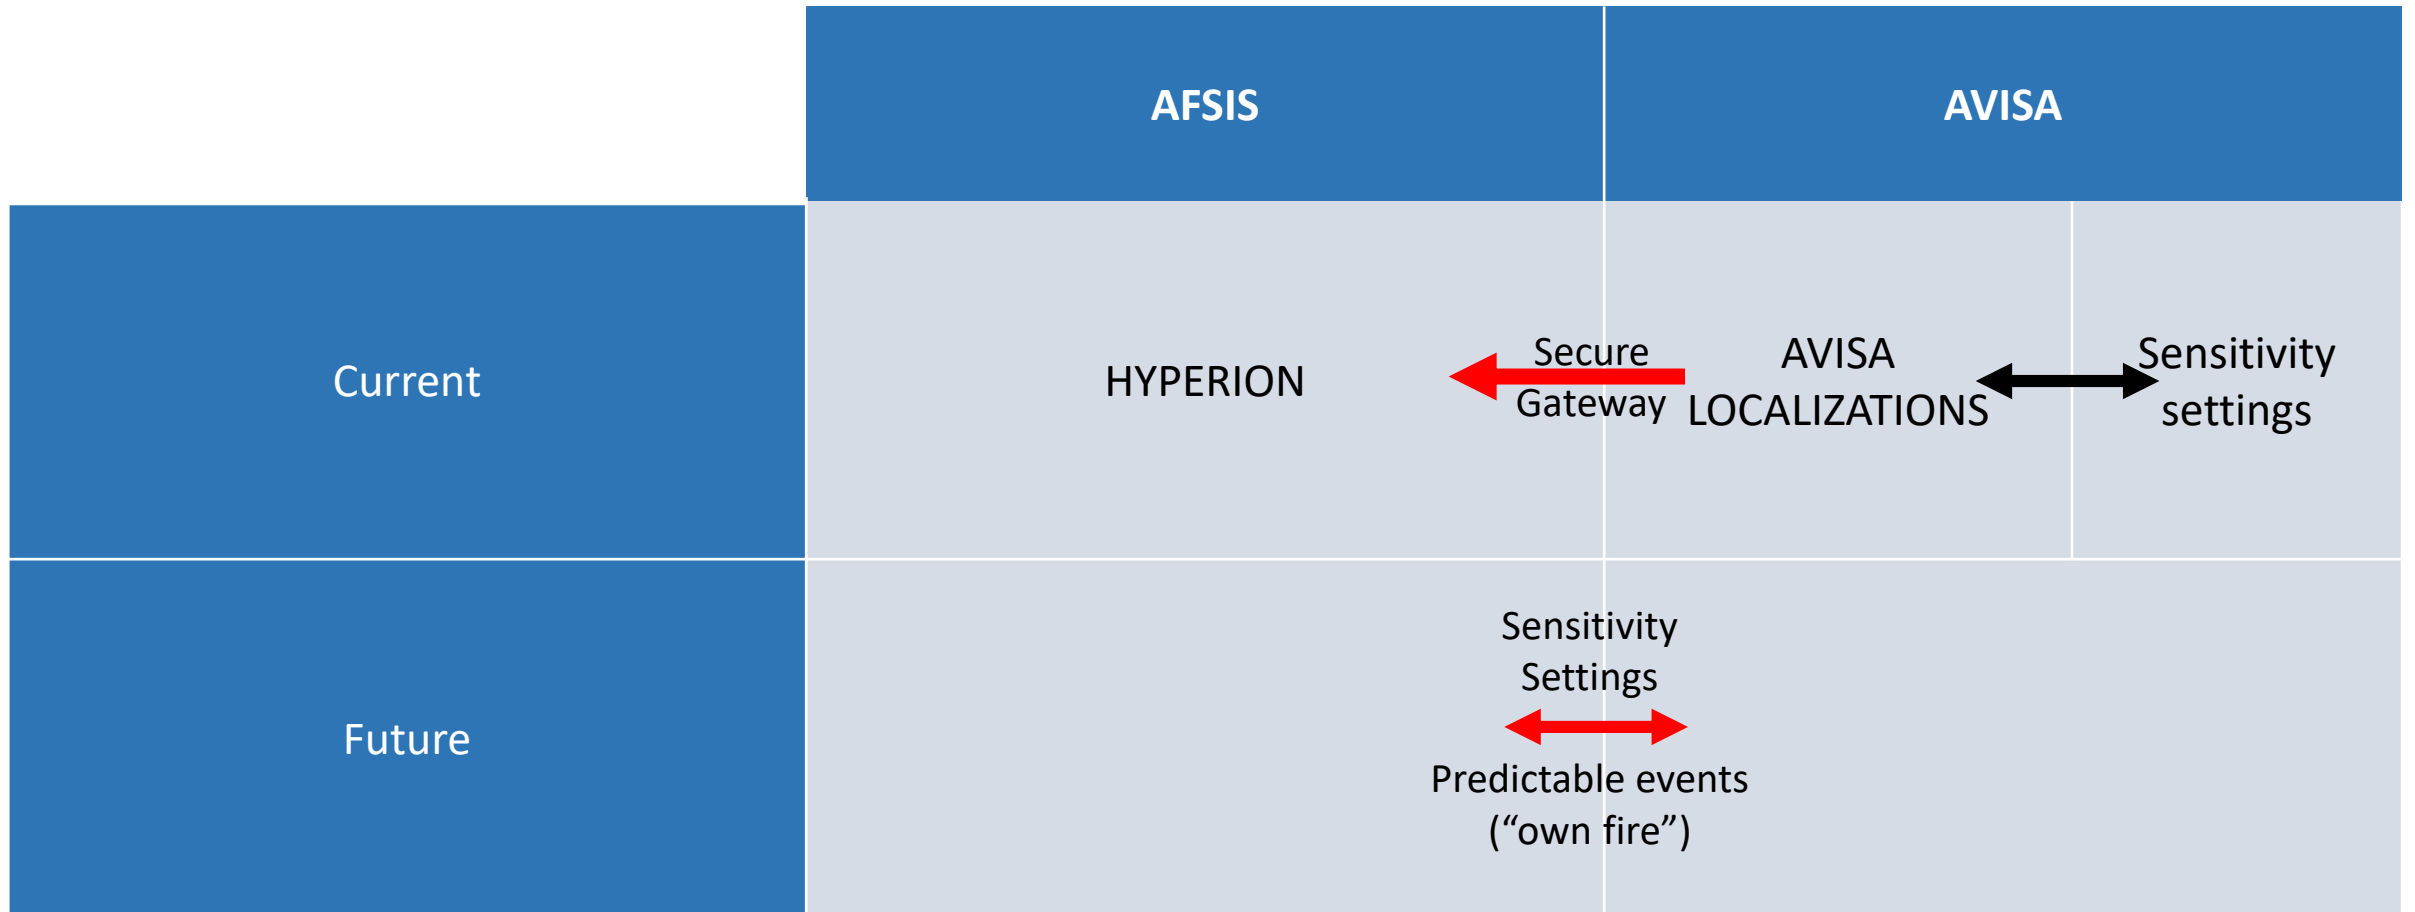 AFSIS
AVISA
Current
HYPERION
Secure
Gateway
AVISA
LOCALIZATIONS
Sensitivity
settings
Future
Sensitivity
Settings
Predictable events
(“own fire”)